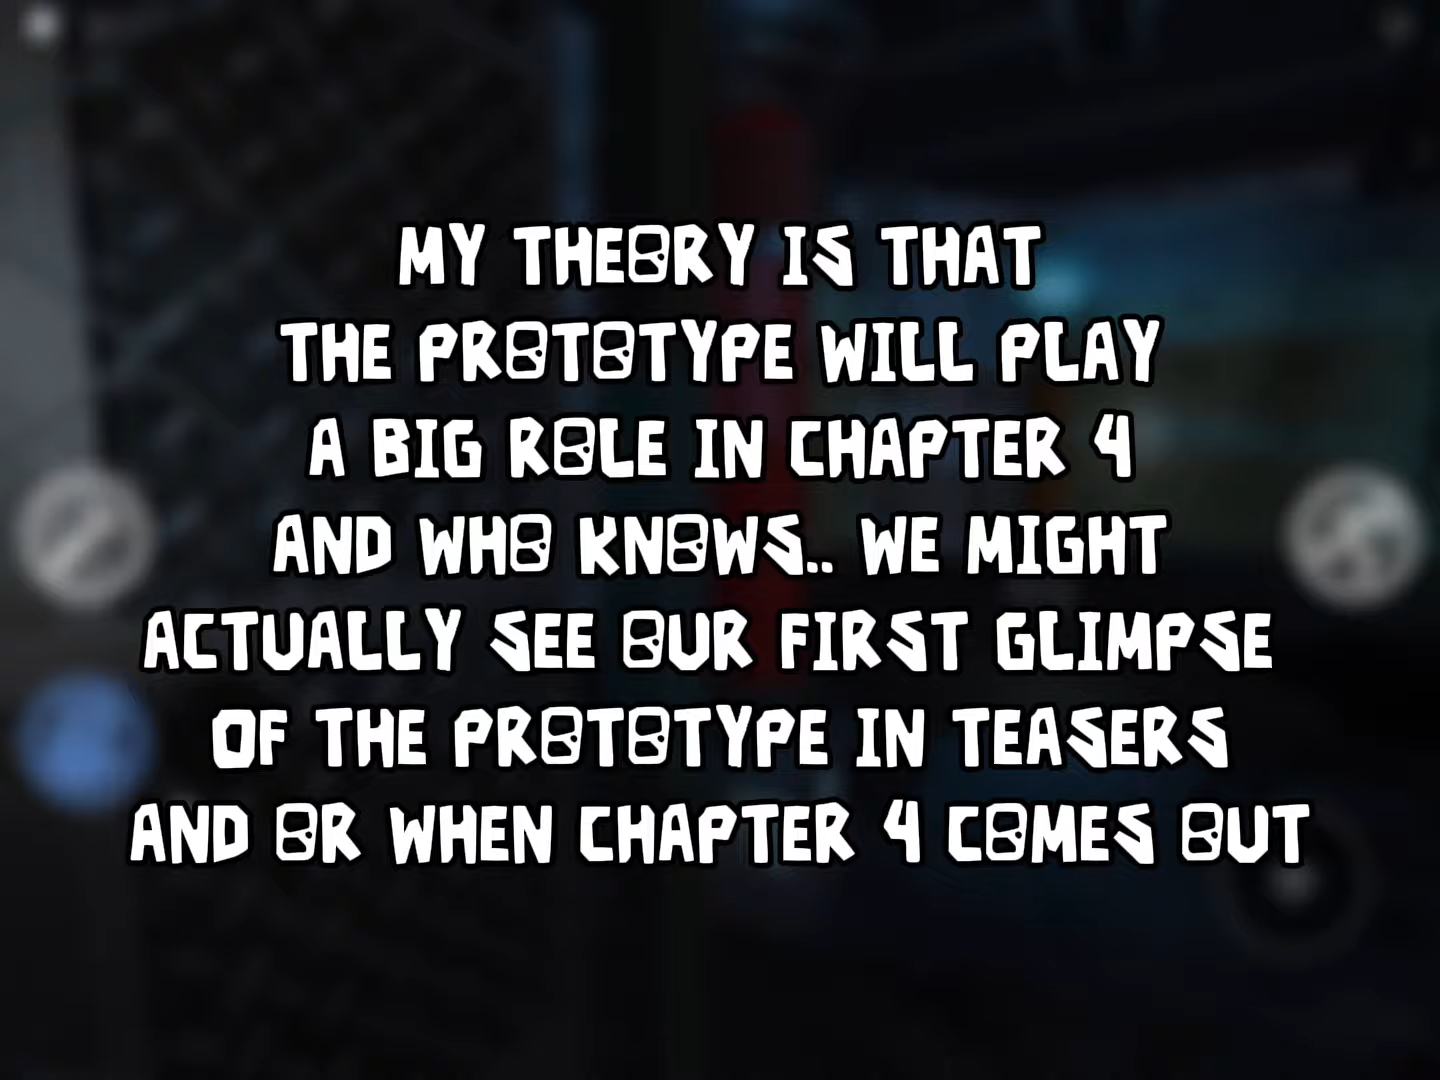 MY THEORY IS THAT
THE PROTOTYPE WILL PLAY
A BIG ROLE IN CHAPTER 4
AND WHO KNOWS.. WE MIGHT
ACTUALLY SEE OUR FIRST GLIMPSE
OF THE PROTOTYPE IN TEASERS
AND OR WHEN CHAPTER 4 COMES OUT